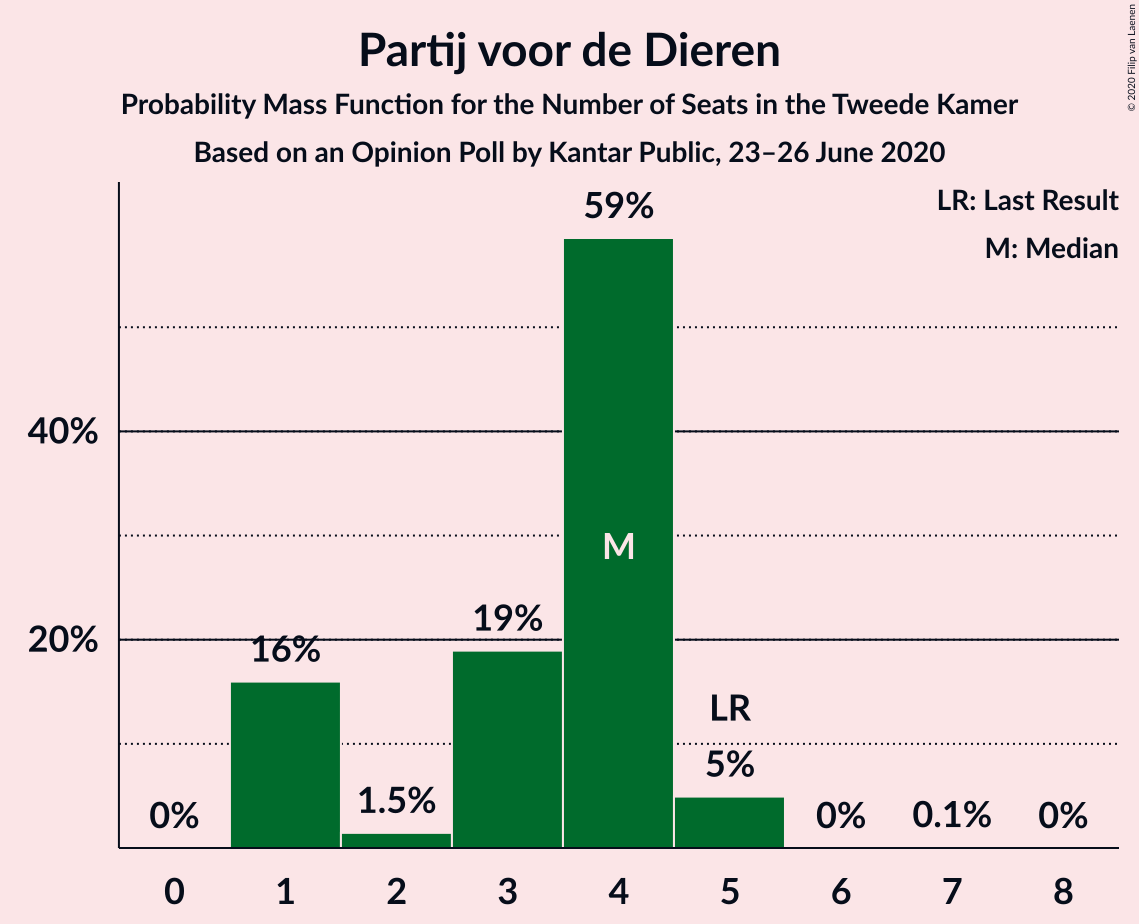 Partij voor de Dieren
Probability Mass Function for the Number of Seats in the Tweede Kamer
Based on an Opinion Poll by Kantar Public, 23–26 June 2020
© 2020 Filip van Laenen
LR: Last Result
M: Median
59%
40%
M
19%
20%
16%
LR
5%
1.5%
0%
0%
0.1%
0%
0 1 2 3 4 5 6 7 8